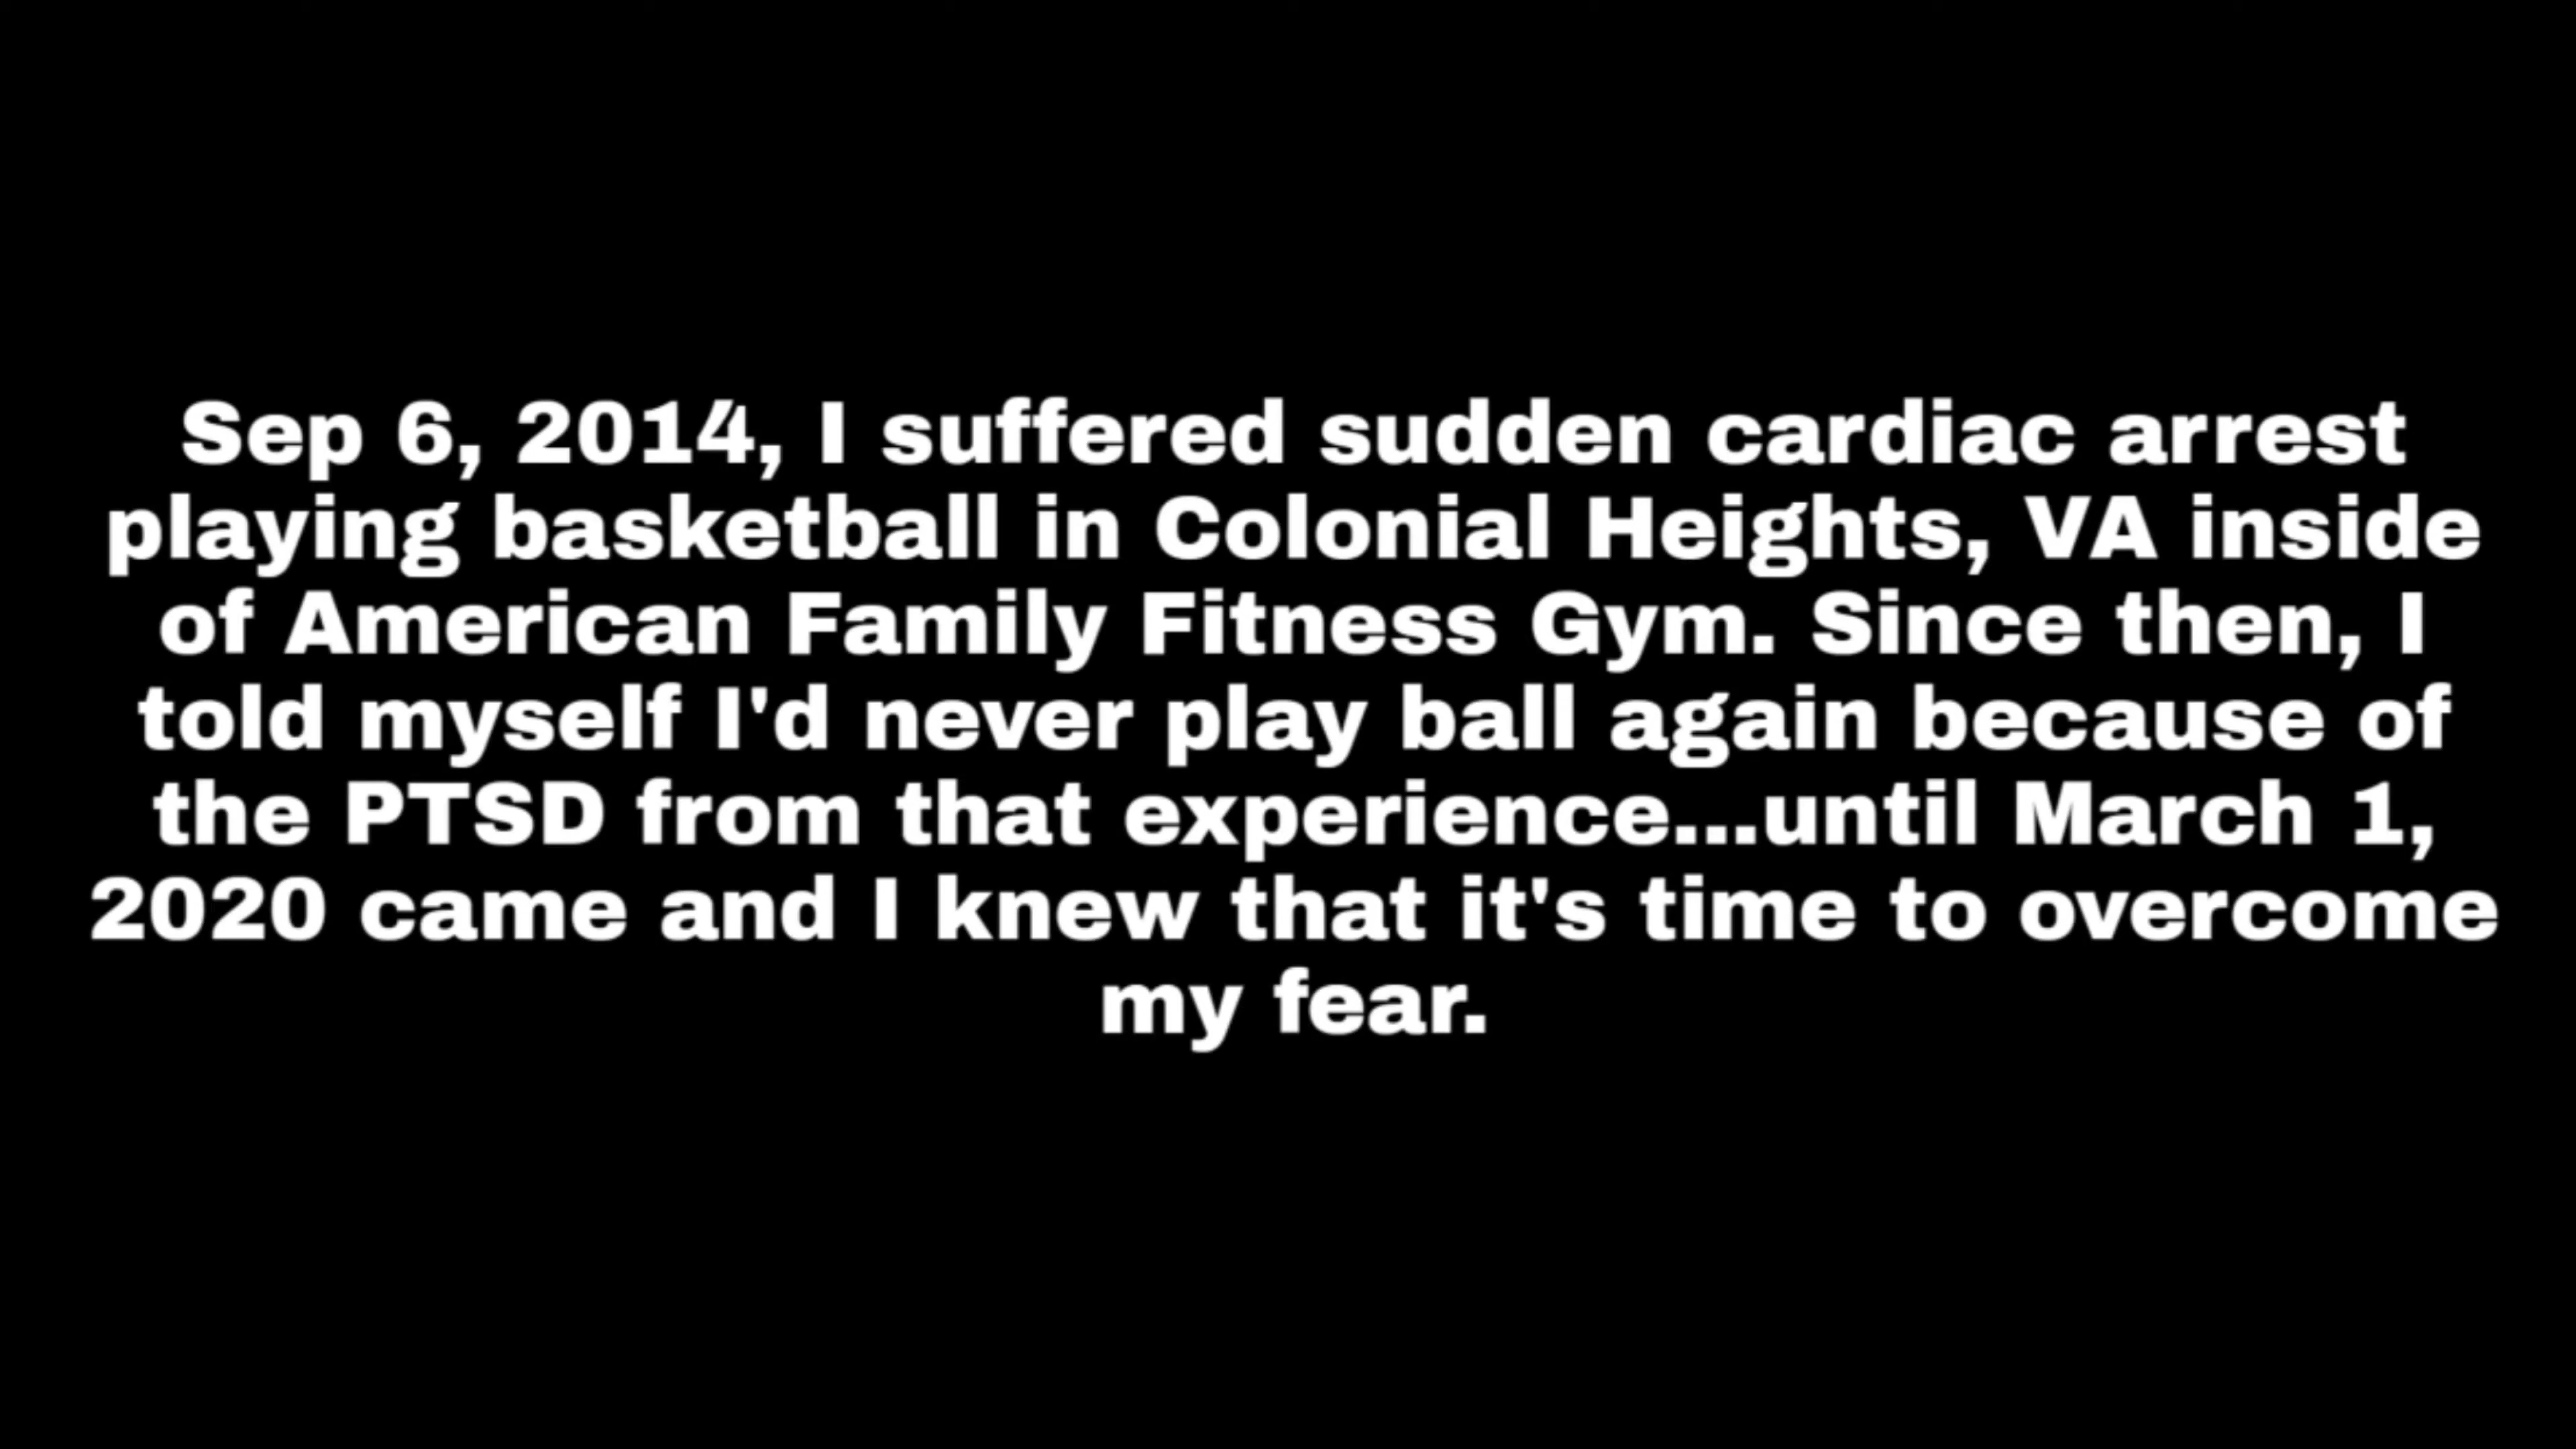 Sep 6, 2014, I suffered sudden cardiac arrest
playing basketball in Colonial Heights, VA inside
of American Family Fitness Gym. Since then, I
told myself I'd never play ball again because of
the PTSD from that experience...until March 1,
2020 came and I knew that it's time to overcome
my fear.